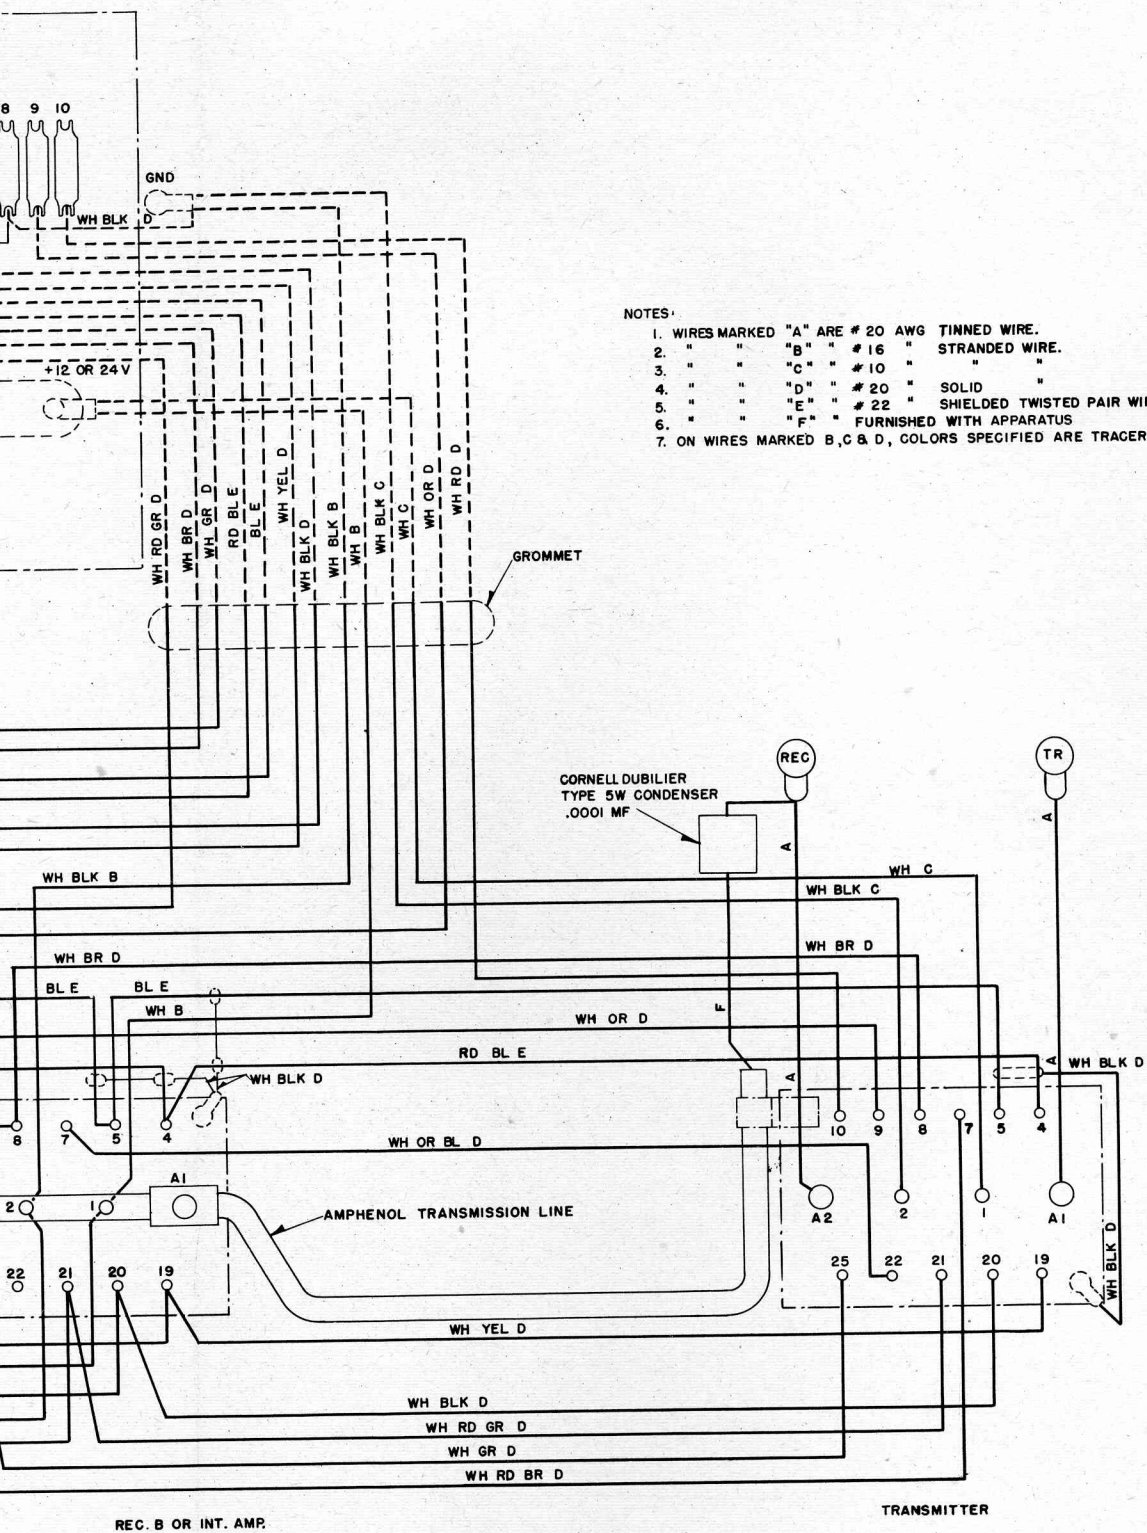 8 9 10
GND
WH BLK D
NOTES:
1. WIRES MARKED "A" ARE # 20 AWG TINNED WIRE.
2. " " "B" " # 16 " STRANDED WIRE.
3. " " "C" " # 10 " " "
4. " " "D" " # 20 " SOLID "
5. " " "E" " # 22 " SHIELDED TWISTED PAIR WI
6. " " "F" " FURNISHED WITH APPARATUS
7. ON WIRES MARKED B,C & D, COLORS SPECIFIED ARE TRACER
+12 OR 24V
WH RD GR D
WH BR D
WH GR D
RD BL E
BL E
WH YEL D
WH BLK D
WH BLK B
WH B
WH BLK C
WH C
WH OR D
WH RD D
GROMMET
REC
TR
CORNELL DUBILIER
TYPE 5W CONDENSER
.0001 MF
A
A
WH BLK B
WH C
WH BLK C
WH BR D
WH BR D
BL E
BL E
WH B
F
WH OR D
RD BL E
A
WH BLK D
WH BLK D
A
8 7 5 4
10 9 8 7 5 4
WH OR BL D
A1
2 1
AMPHENOL TRANSMISSION LINE
A2 2 1 A1
WH BLK D
22 21 20 19
25 22 21 20 19
WH YEL D
WH BLK D
WH RD GR D
WH GR D
WH RD BR D
TRANSMITTER
REC. B OR INT. AMP.